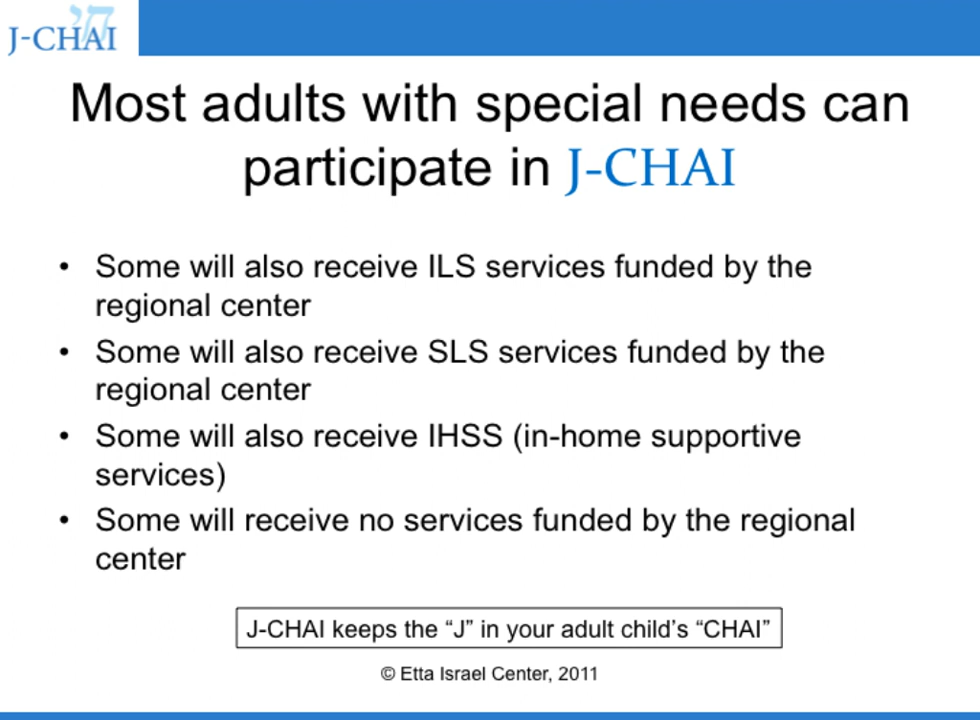 J-CHAI
חי
Most adults with special needs can
participate in J-CHAI
• Some will also receive ILS services funded by the
regional center
• Some will also receive SLS services funded by the
regional center
• Some will also receive IHSS (in-home supportive
services)
• Some will receive no services funded by the regional
center
J-CHAI keeps the “J” in your adult child’s “CHAI”
© Etta Israel Center, 2011